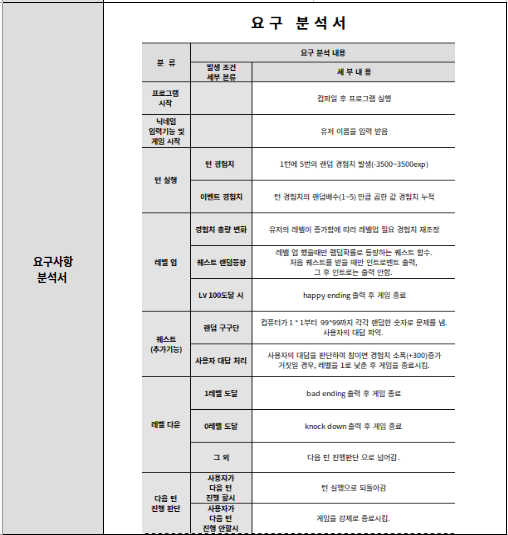 요구 분석서
분 류
요구 분석 내용
발생 조건
세부 분류
세 부 내 용
프로그램
시작
컴파일 후 프로그램 실행
닉네임
입력기능 및
게임 시작
유저 이름을 입력 받음
턴 실행
턴 경험치
1턴에 5번의 랜덤 경험치 발생(-3500~3500exp)
이벤트 경험치
턴 경험치의 랜덤배수(1~5) 만큼 곱한 값 경험치 누적
레벨 업
경험치 총량 변화
유저의 레벨이 증가함에 따라 레벨업 필요 경험치 재조정
퀘스트 랜덤등장
레벨 업 했을때만 랜덤확률로 등장하는 퀘스트 함수.
처음 퀘스트를 받을 때만 인트로멘트 출력,
그 후 인트로는 출력 안함.
Lv 100도달 시
happy ending 출력 후 게임 종료
요구사항
분석서
퀘스트
(추가기능)
랜덤 구구단
컴퓨터가 1 * 1부터 99*99까지 각각 랜덤한 숫자로 문제를 냄.
사용자의 대답 파악.
사용자 대답 처리
사용자의 대답을 판단하여 참이면 경험치 소폭(+300)증가
거짓일 경우, 레벨을 1로 낮춘 후 게임을 종료시킴.
레벨 다운
1레벨 도달
bad ending 출력 후 게임 종료
0레벨 도달
knock down 출력 후 게임 종료
그 외
다음 턴 진행판단 으로 넘어감.
다음 턴
진행 판단
사용자가
다음 턴
진행 할시
턴 실행으로 되돌아감
사용자가
다음 턴
진행 안할시
게임을 강제로 종료시킴.